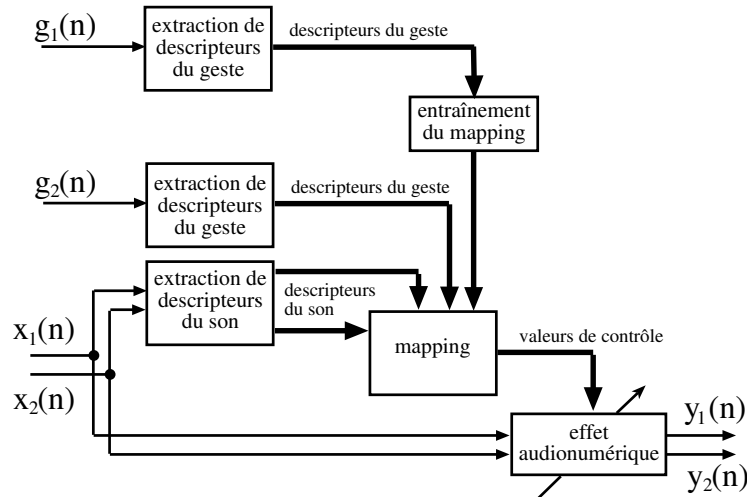 g1(n)
extraction de
descripteurs
du geste
descripteurs du geste
entraînement
du mapping
g2(n)
extraction de
descripteurs
du geste
descripteurs du geste
extraction de
descripteurs
du son
descripteurs
du son
x1(n)
x2(n)
mapping
valeurs de contrôle
effet
audionumérique
y1(n)
y2(n)